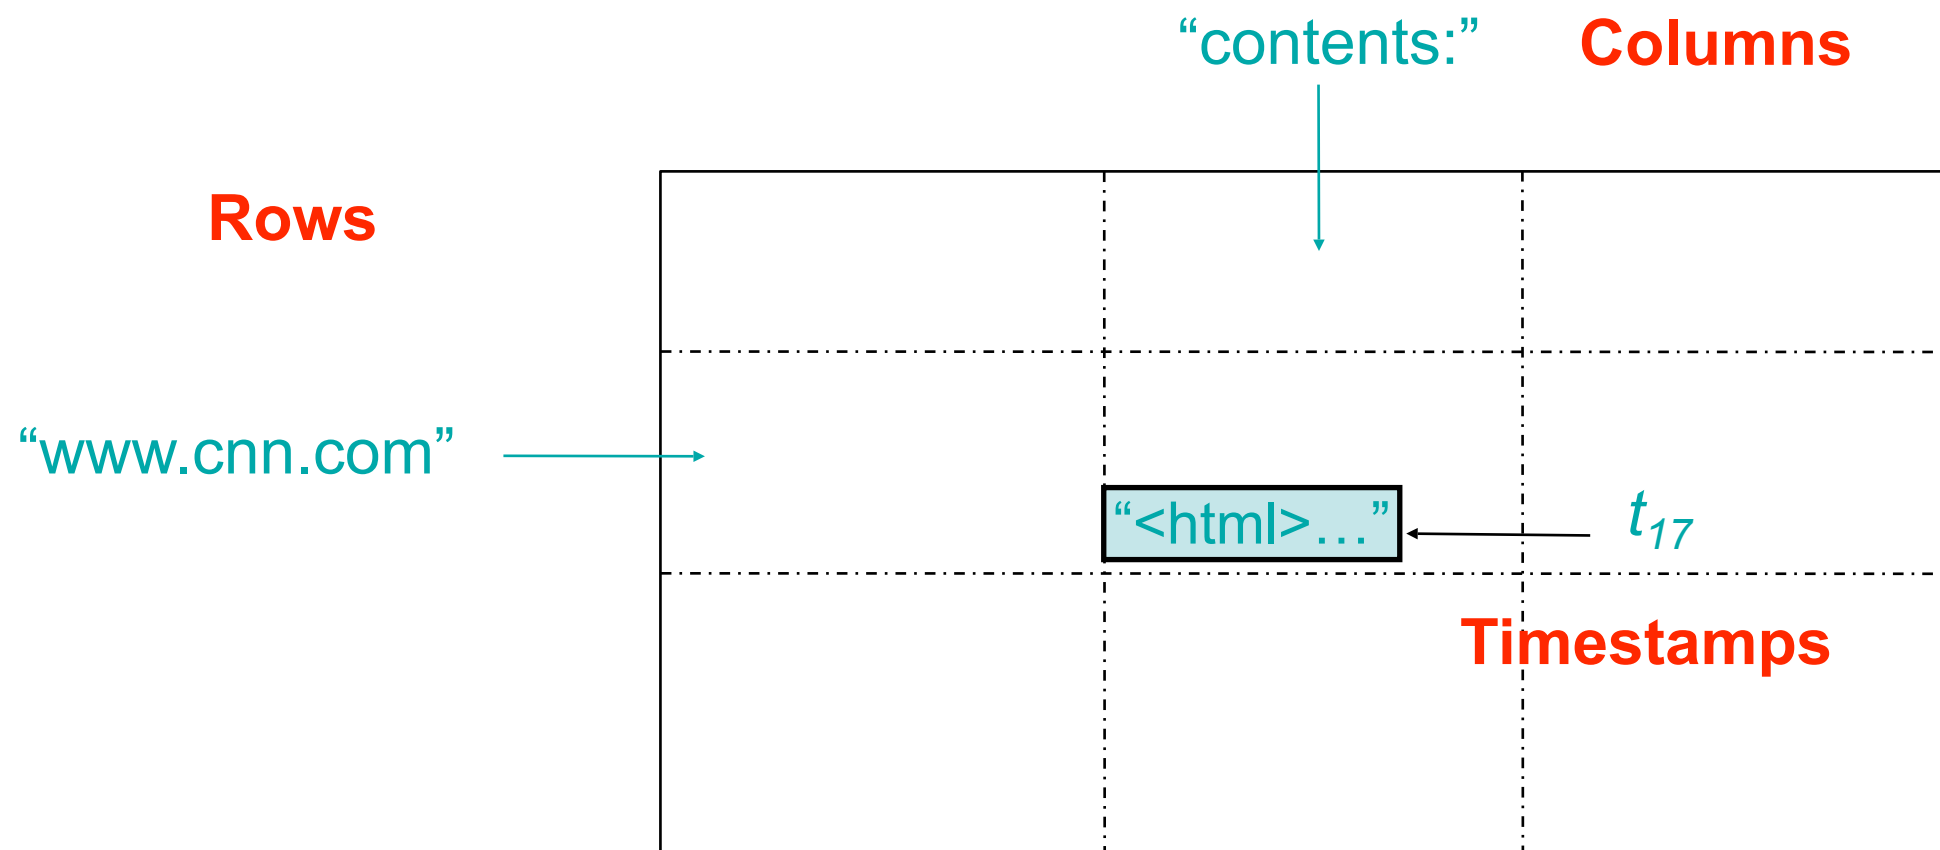 “contents:”
Columns
Rows
“www.cnn.com”
“<html>…”
t17
Timestamps